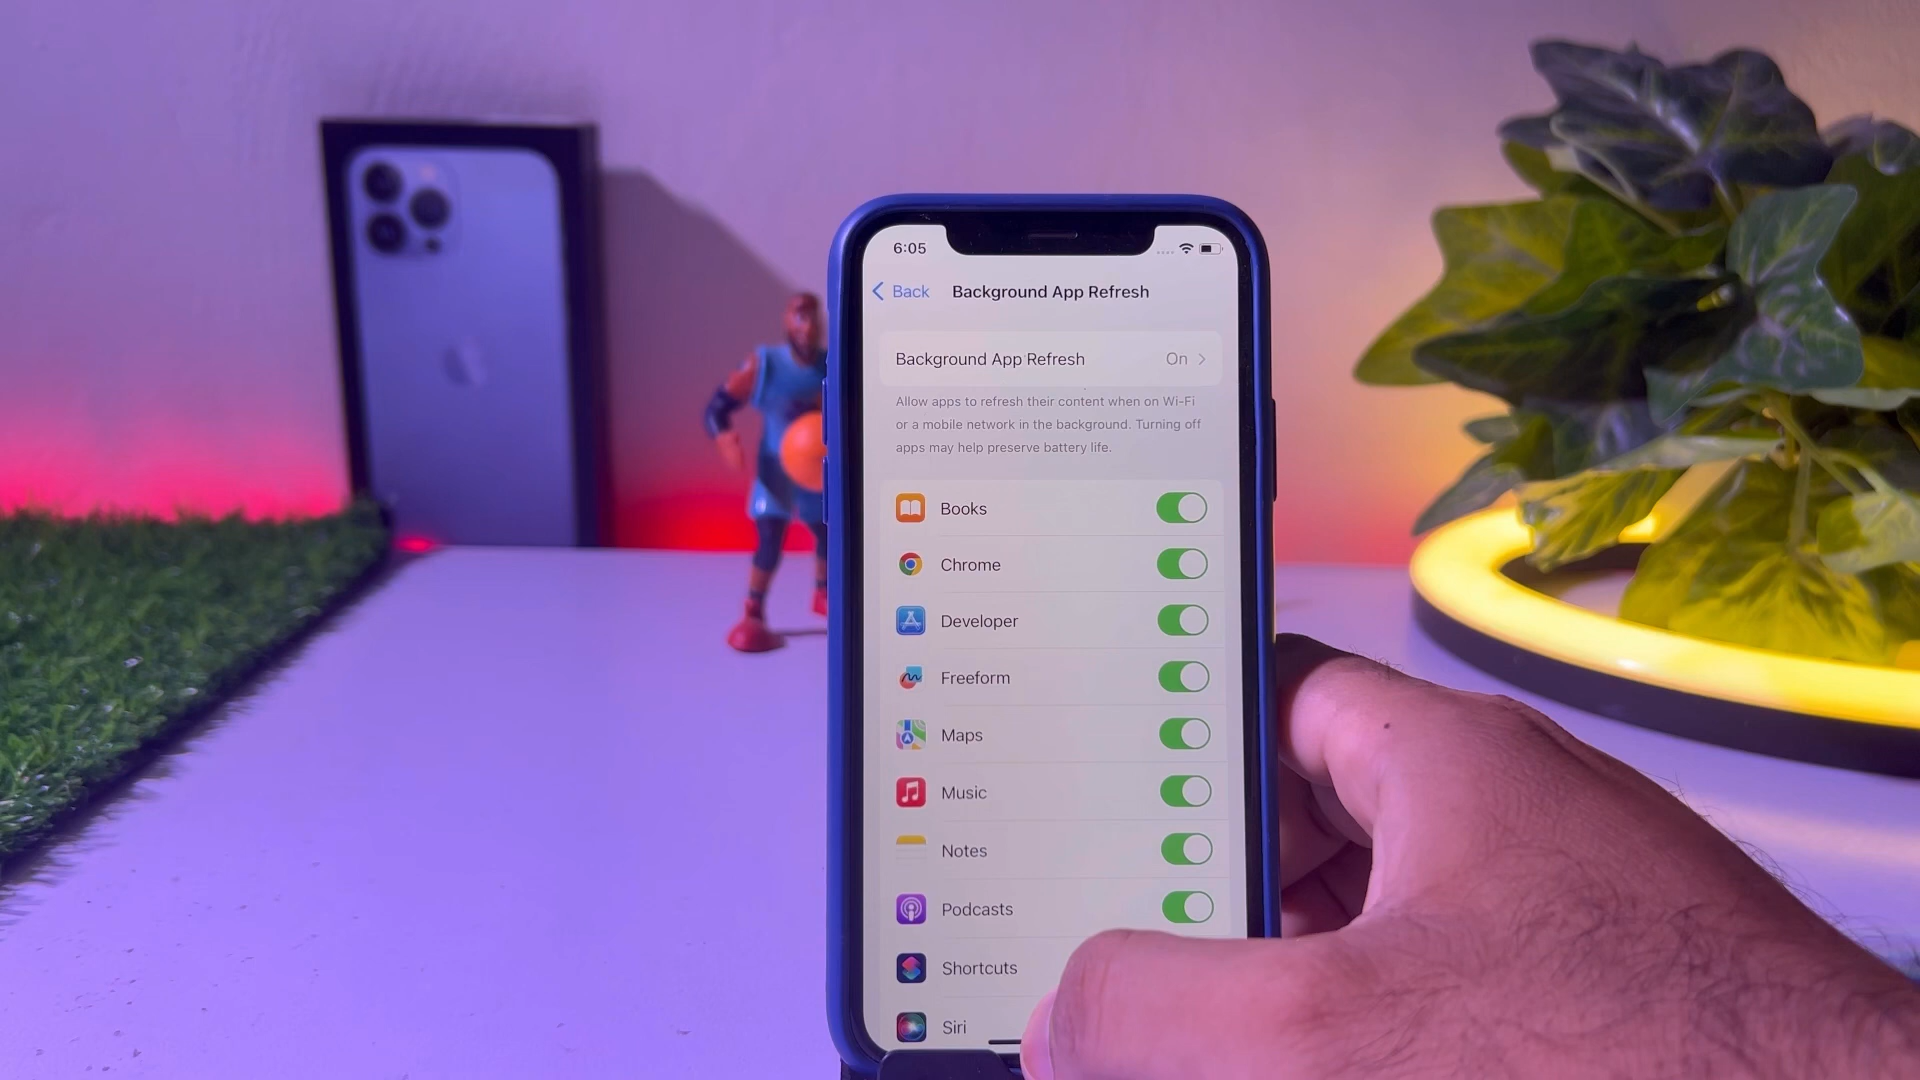 6:05
Back
Background App Refresh
Background App Refresh On
Allow apps to refresh their content when on Wi-Fi
or a mobile network in the background. Turning off
apps may help preserve battery life.
Books
Chrome
Developer
Freeform
Maps
Music
Notes
Podcasts
Shortcuts
Siri